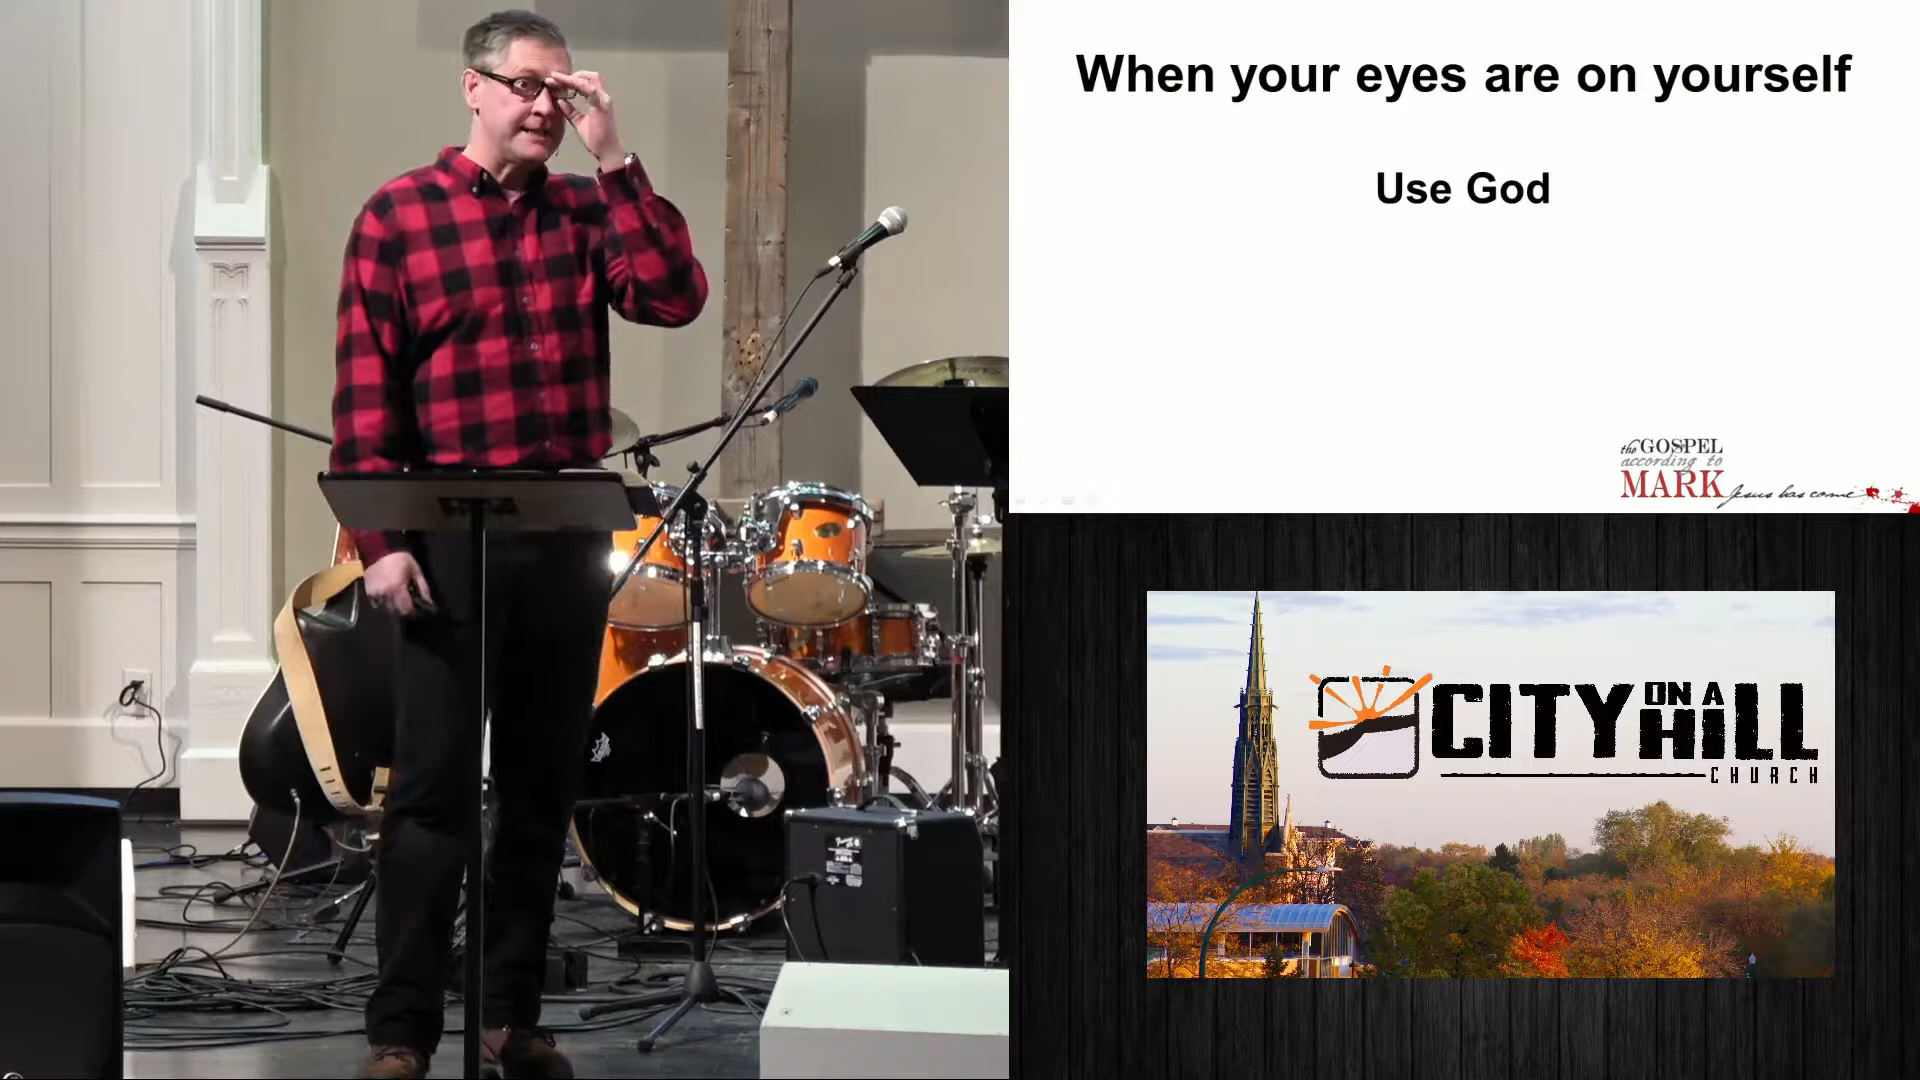 When your eyes are on yourself
Use God
the GOSPEL
according to
MARK Jesus has come
CITY ON A HILL
CHURCH